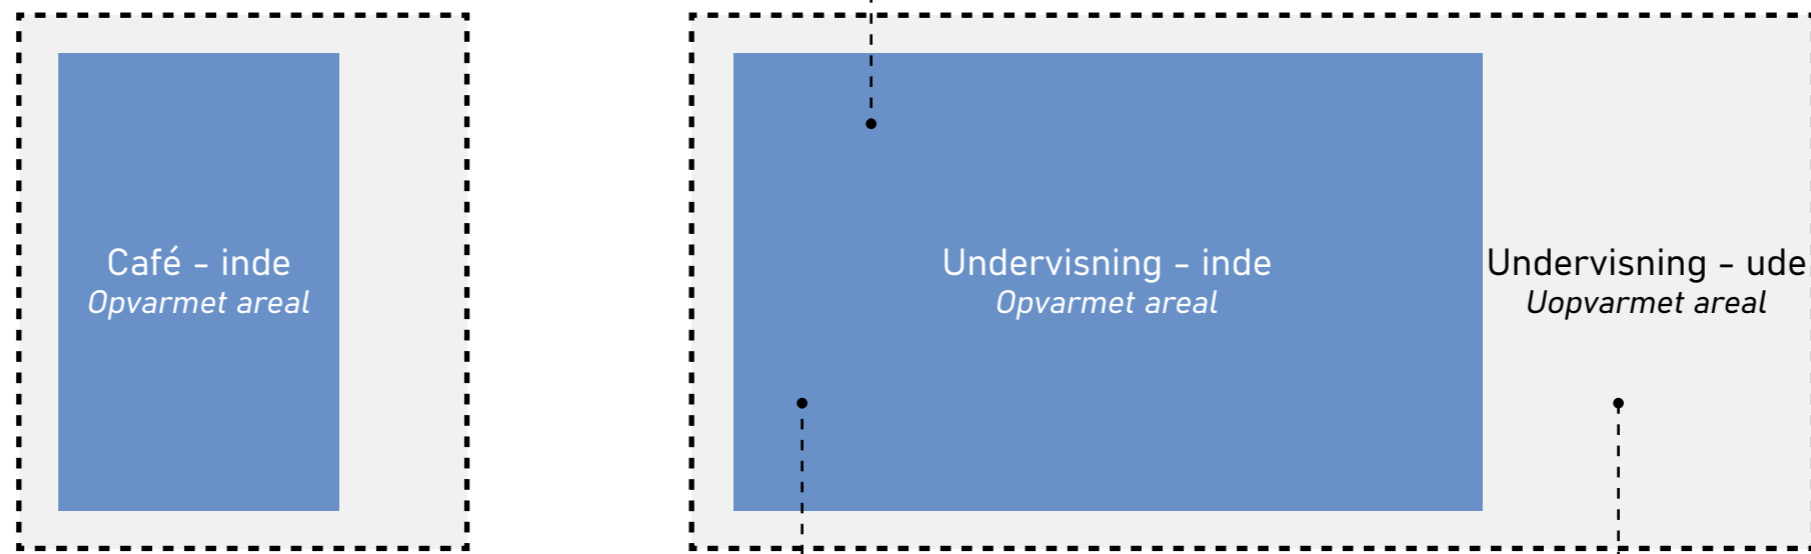 Café - inde
Opvarmet areal
Undervisning - inde
Opvarmet areal
Undervisning - ude
Uopvarmet areal